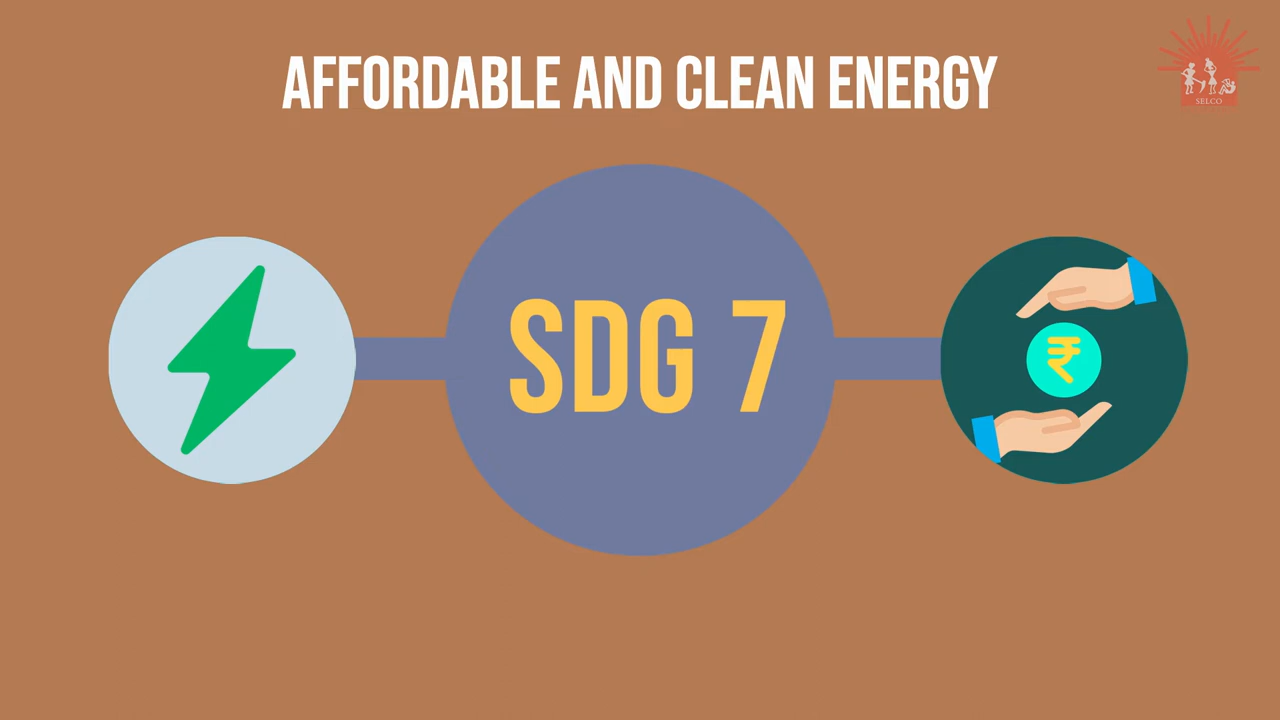 AFFORDABLE AND CLEAN ENERGY
SELCO
SDG 7
₹